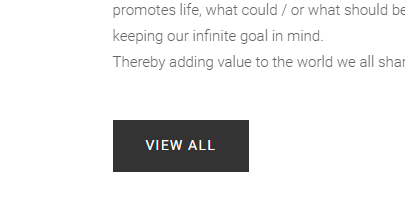 promotes life, what could / or what should be
keeping our infinite goal in mind.
Thereby adding value to the world we all
VIEW ALL